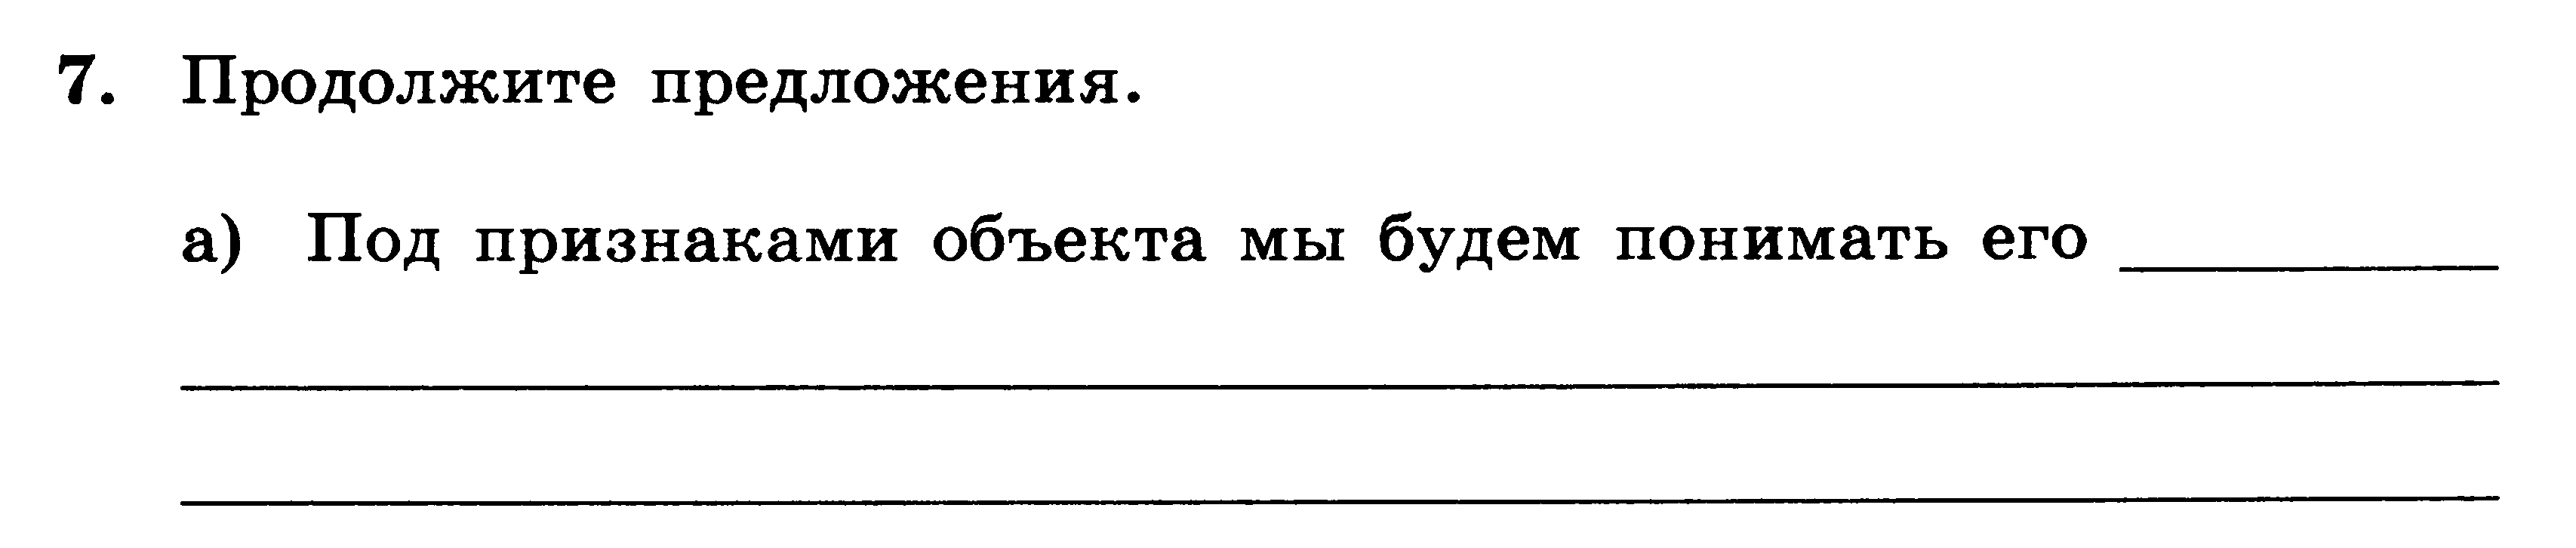 7. Продолжите предложения.
а) Под признаками объекта мы будем понимать его